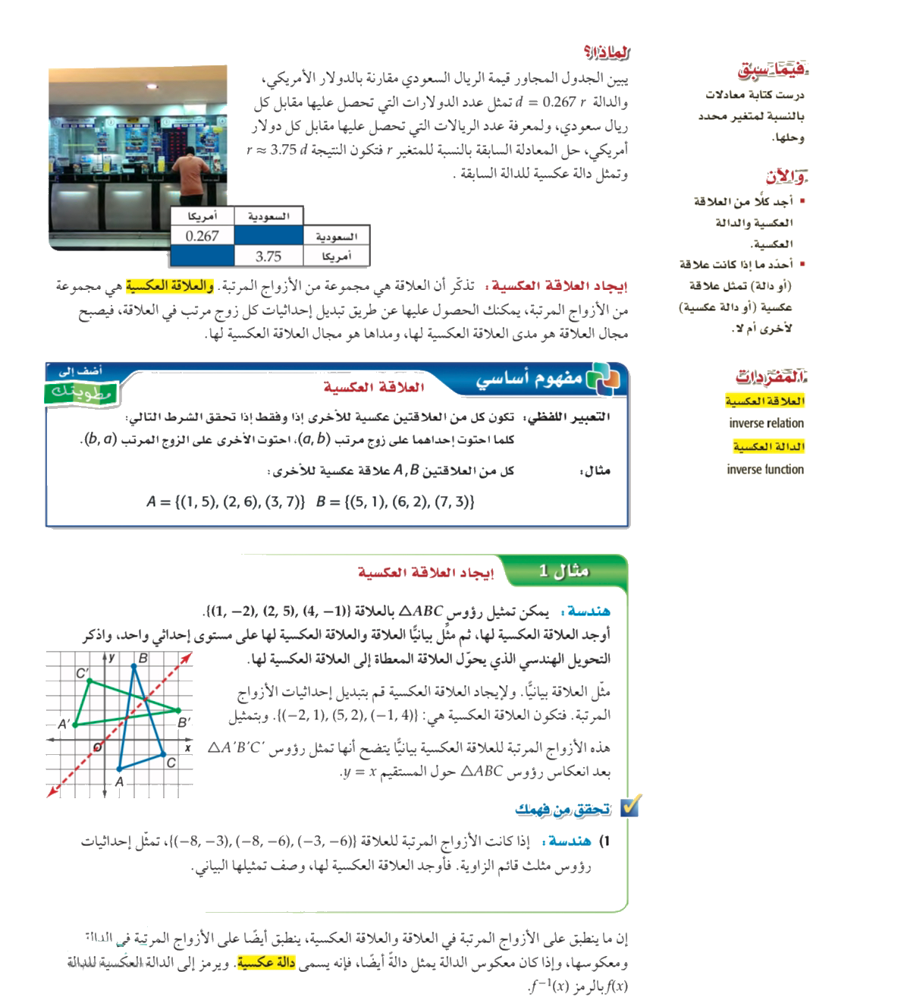 فيما سبق
درست كتابة معادلات
بالنسبة لمتغير محدد
وحلها.
والآن
▪ أجد كلًّا من العلاقة
العكسية والدالة
العكسية.
▪ أحدّد ما إذا كانت علاقة
(أو دالة) تمثل علاقة
عكسية (أو دالة عكسية)
لأخرى أم لا.
المفردات
العلاقة العكسية
inverse relation
الدالة العكسية
inverse function
لماذا؟
يبين الجدول المجاور قيمة الريال السعودي مقارنة بالدولار الأمريكي،
والدالة d = 0.267 r تمثل عدد الدولارات التي تحصل عليها مقابل كل
ريال سعودي، ولمعرفة عدد الريالات التي تحصل عليها مقابل كل دولار
أمريكي، حل المعادلة السابقة بالنسبة للمتغير r فتكون النتيجة r ≈ 3.75 d
وتمثل دالة عكسية للدالة السابقة .
السعودية أمريكا
السعودية 0.267
أمريكا 3.75
إيجاد العلاقة العكسية : تذكّر أن العلاقة هي مجموعة من الأزواج المرتبة. والعلاقة العكسية هي مجموعة
من الأزواج المرتبة، يمكنك الحصول عليها عن طريق تبديل إحداثيات كل زوج مرتب في العلاقة، فيصبح
مجال العلاقة هو مدى العلاقة العكسية لها، ومداها هو مجال العلاقة العكسية لها.
مفهوم أساسي
العلاقة العكسية
أضف إلى
مطويتك
التعبير اللفظي: تكون كل من العلاقتين عكسية للأخرى إذا وفقط إذا تحقق الشرط التالي:
كلما احتوت إحداهما على زوج مرتب (a, b)، احتوت الأخرى على الزوج المرتب (b, a).
مثال: كل من العلاقتين A, B علاقة عكسية للأخرى:
A = {(1, 5), (2, 6), (3, 7)} B = {(5, 1), (6, 2), (7, 3)}
مثال 1
إيجاد العلاقة العكسية
هندسة : يمكن تمثيل رؤوس △ABC بالعلاقة {(1, −2), (2, 5), (4, −1)}.
أوجد العلاقة العكسية لها، ثم مثِّل بيانيًّا العلاقة والعلاقة العكسية لها على مستوى إحداثي واحد، واذكر
التحويل الهندسي الذي يحوّل العلاقة المعطاة إلى العلاقة العكسية لها.
مثّل العلاقة بيانيًّا. ولإيجاد العلاقة العكسية قم بتبديل إحداثيات الأزواج
المرتبة. فتكون العلاقة العكسية هي: {(−2, 1), (5, 2), (−1, 4)}. وبتمثيل
هذه الأزواج المرتبة للعلاقة العكسية بيانيًّا يتضح أنها تمثل رؤوس △A′B′C′
بعد انعكاس رؤوس △ABC حول المستقيم y = x.
y
B
C′
A′
B′
O
x
C
A
تحقق من فهمك
1) هندسة : إذا كانت الأزواج المرتبة للعلاقة {(−8, −3), (−8, −6), (−3, −6)}، تمثّل إحداثيات
رؤوس مثلث قائم الزاوية. فأوجد العلاقة العكسية لها، وصف تمثيلها البياني.
إن ما ينطبق على الأزواج المرتبة في العلاقة والعلاقة العكسية، ينطبق أيضًا على الأزواج المرتبة في الدالة
ومعكوسها، وإذا كان معكوس الدالة يمثل دالةً أيضًا، فإنه يسمى دالة عكسية. ويرمز إلى الدالة العكسية للدالة
f(x) بالرمز f⁻¹(x).